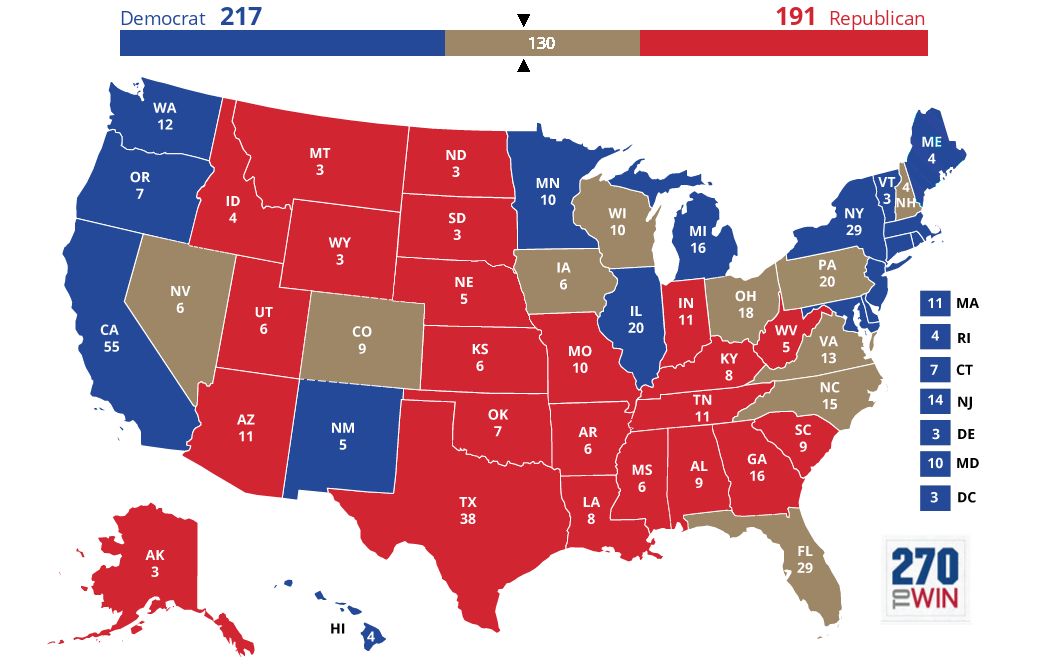 Democrat 217
191 Republican
130
WA
12
OR
7
CA
55
NV
6
ID
4
MT
3
WY
3
UT
6
AZ
11
CO
9
NM
5
ND
3
SD
3
NE
5
KS
6
OK
7
TX
38
MN
10
IA
6
MO
10
AR
6
LA
8
WI
10
IL
20
MI
16
IN
11
OH
18
KY
8
TN
11
MS
6
AL
9
GA
16
FL
29
SC
9
NC
15
VA
13
WV
5
PA
20
NY
29
VT
3
4
NH
ME
4
11 MA
4 RI
7 CT
14 NJ
3 DE
10 MD
3 DC
AK
3
HI 4
270
TO WIN